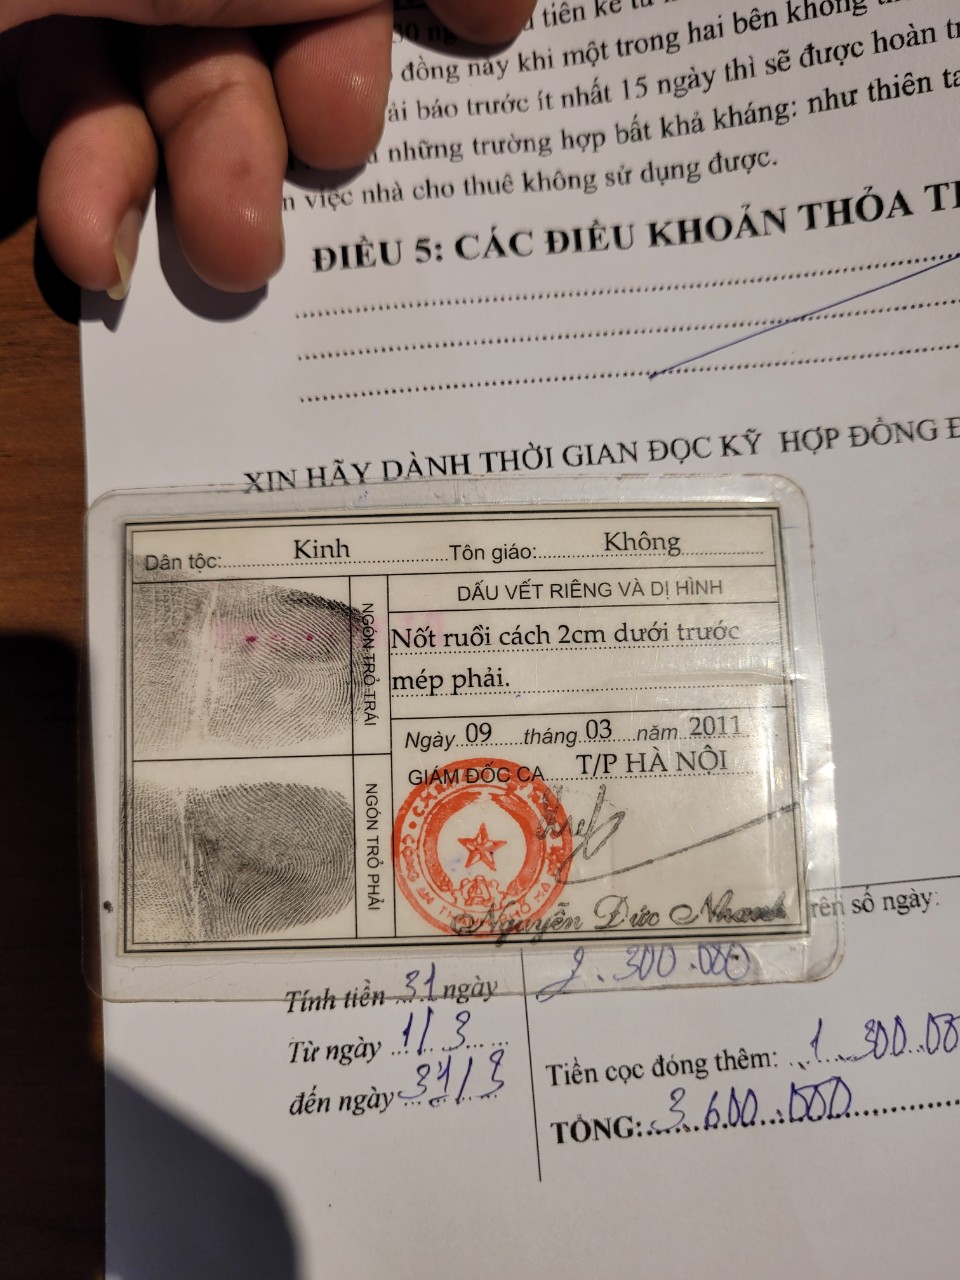 tiên kể từ
đồng này khi một trong hai bên không
báo trước ít nhất 15 ngày thì sẽ được hoàn
những trường hợp bất khả kháng: như thiên
việc nhà cho thuê không sử dụng được.
ĐIỀU 5: CÁC ĐIỀU KHOẢN THỎA
XIN HÃY DÀNH THỜI GIAN ĐỌC KỸ HỢP ĐỒNG
Dân tộc: Kinh Tôn giáo: Không
NGÓN TRỎ TRÁI
DẤU VẾT RIÊNG VÀ DỊ HÌNH
Nốt ruồi cách 2cm dưới trước
mép phải.
Ngày 09 tháng 03 năm 2011
GIÁM ĐỐC CA T/P HÀ NỘI
NGÓN TRỎ PHẢI
Nguyễn Đức Nhanh
số ngày:
Tính tiền 31 ngày
2.300.000
Từ ngày 1/3
đến ngày 31/3
Tiền cọc đóng thêm: 1.300.00
TỔNG: 3.600.000